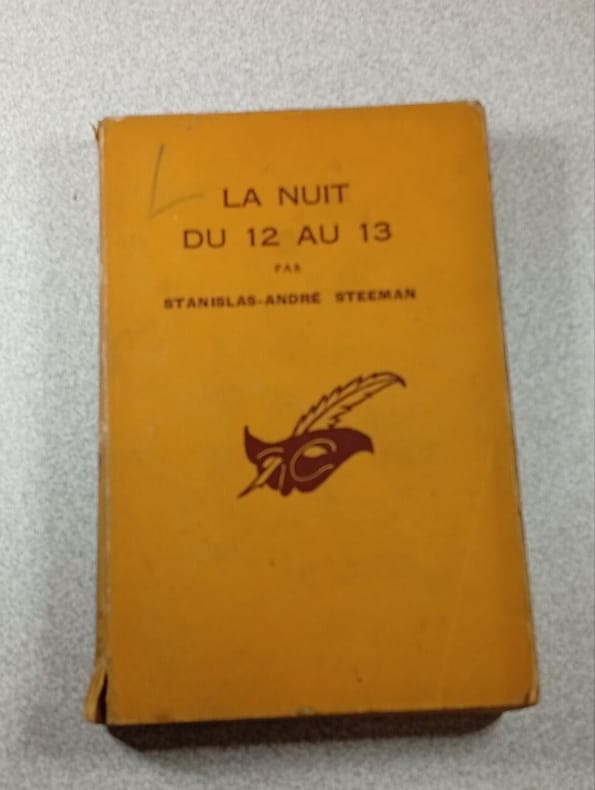 LA NUIT
DU 12 AU 13
PAR
STANISLAS-ANDRÉ STEEMAN